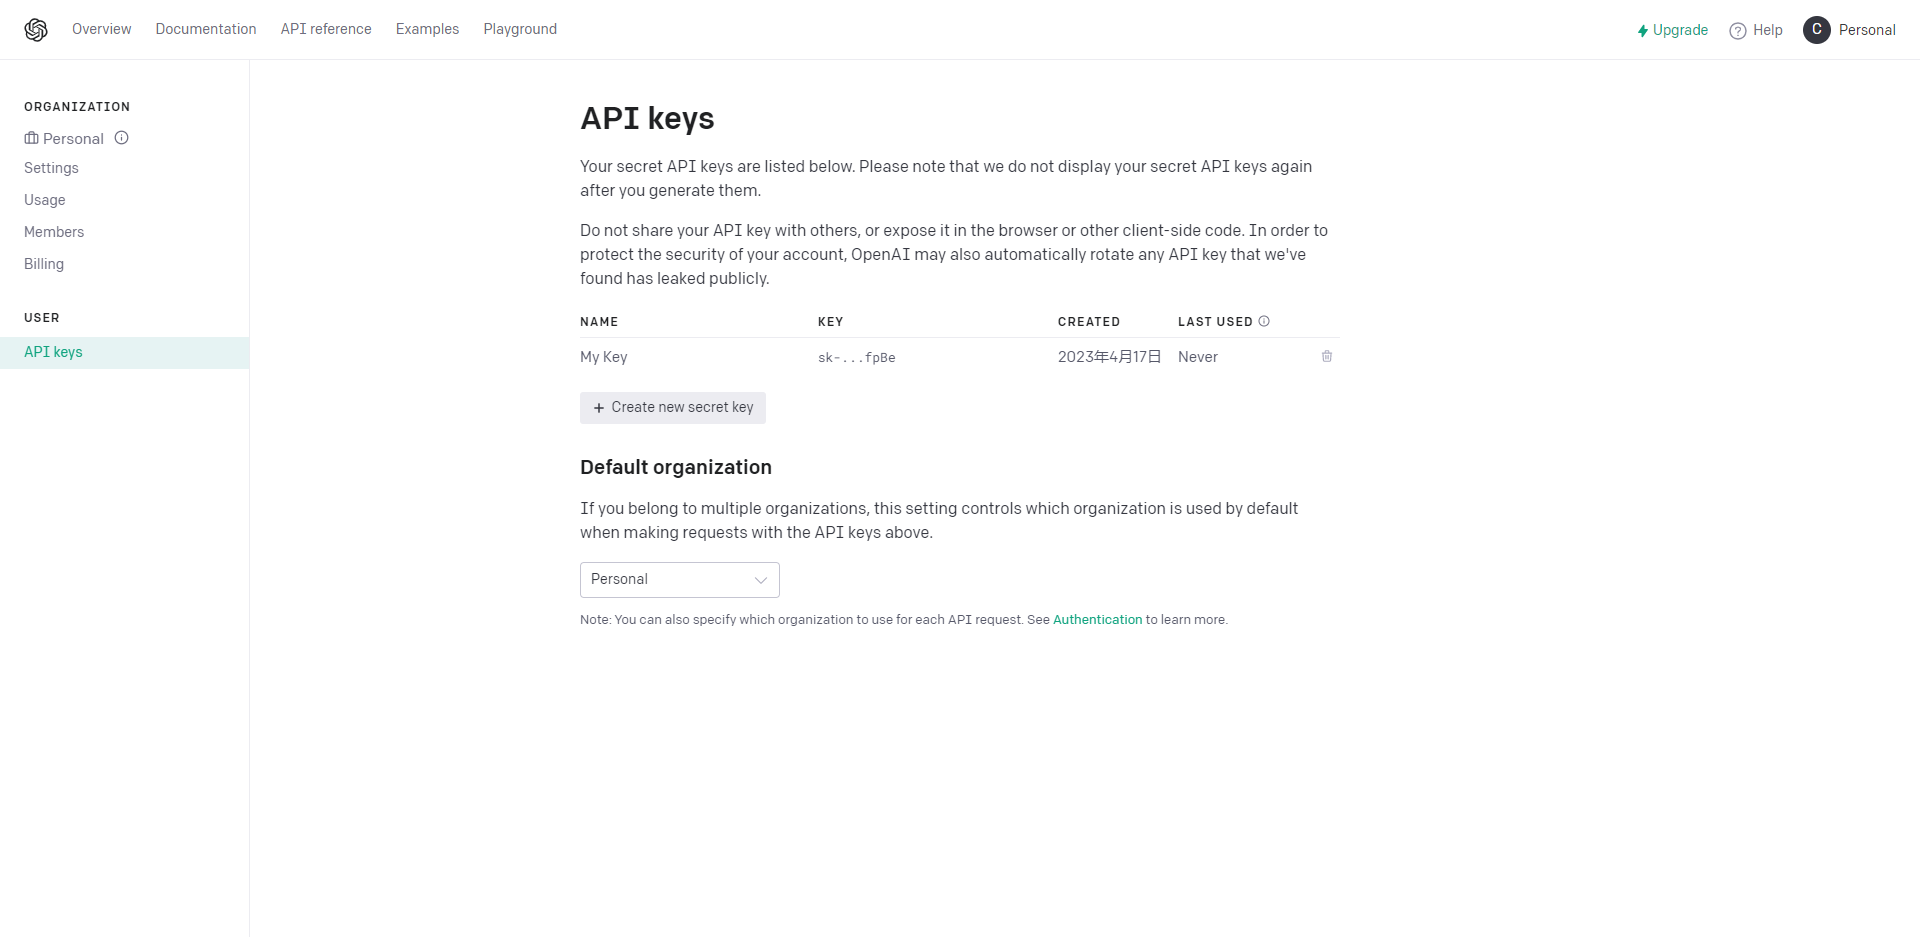 Overview Documentation API reference Examples Playground Upgrade Help C Personal
ORGANIZATION
Personal
Settings
Usage
Members
Billing
USER
API keys
API keys
Your secret API keys are listed below. Please note that we do not display your secret API keys again
after you generate them.
Do not share your API key with others, or expose it in the browser or other client-side code. In order to
protect the security of your account, OpenAI may also automatically rotate any API key that we've
found has leaked publicly.
NAME KEY CREATED LAST USED
My Key sk-...fpBe 2023年4月17日 Never
+ Create new secret key
Default organization
If you belong to multiple organizations, this setting controls which organization is used by default
when making requests with the API keys above.
Personal
Note: You can also specify which organization to use for each API request. See Authentication to learn more.